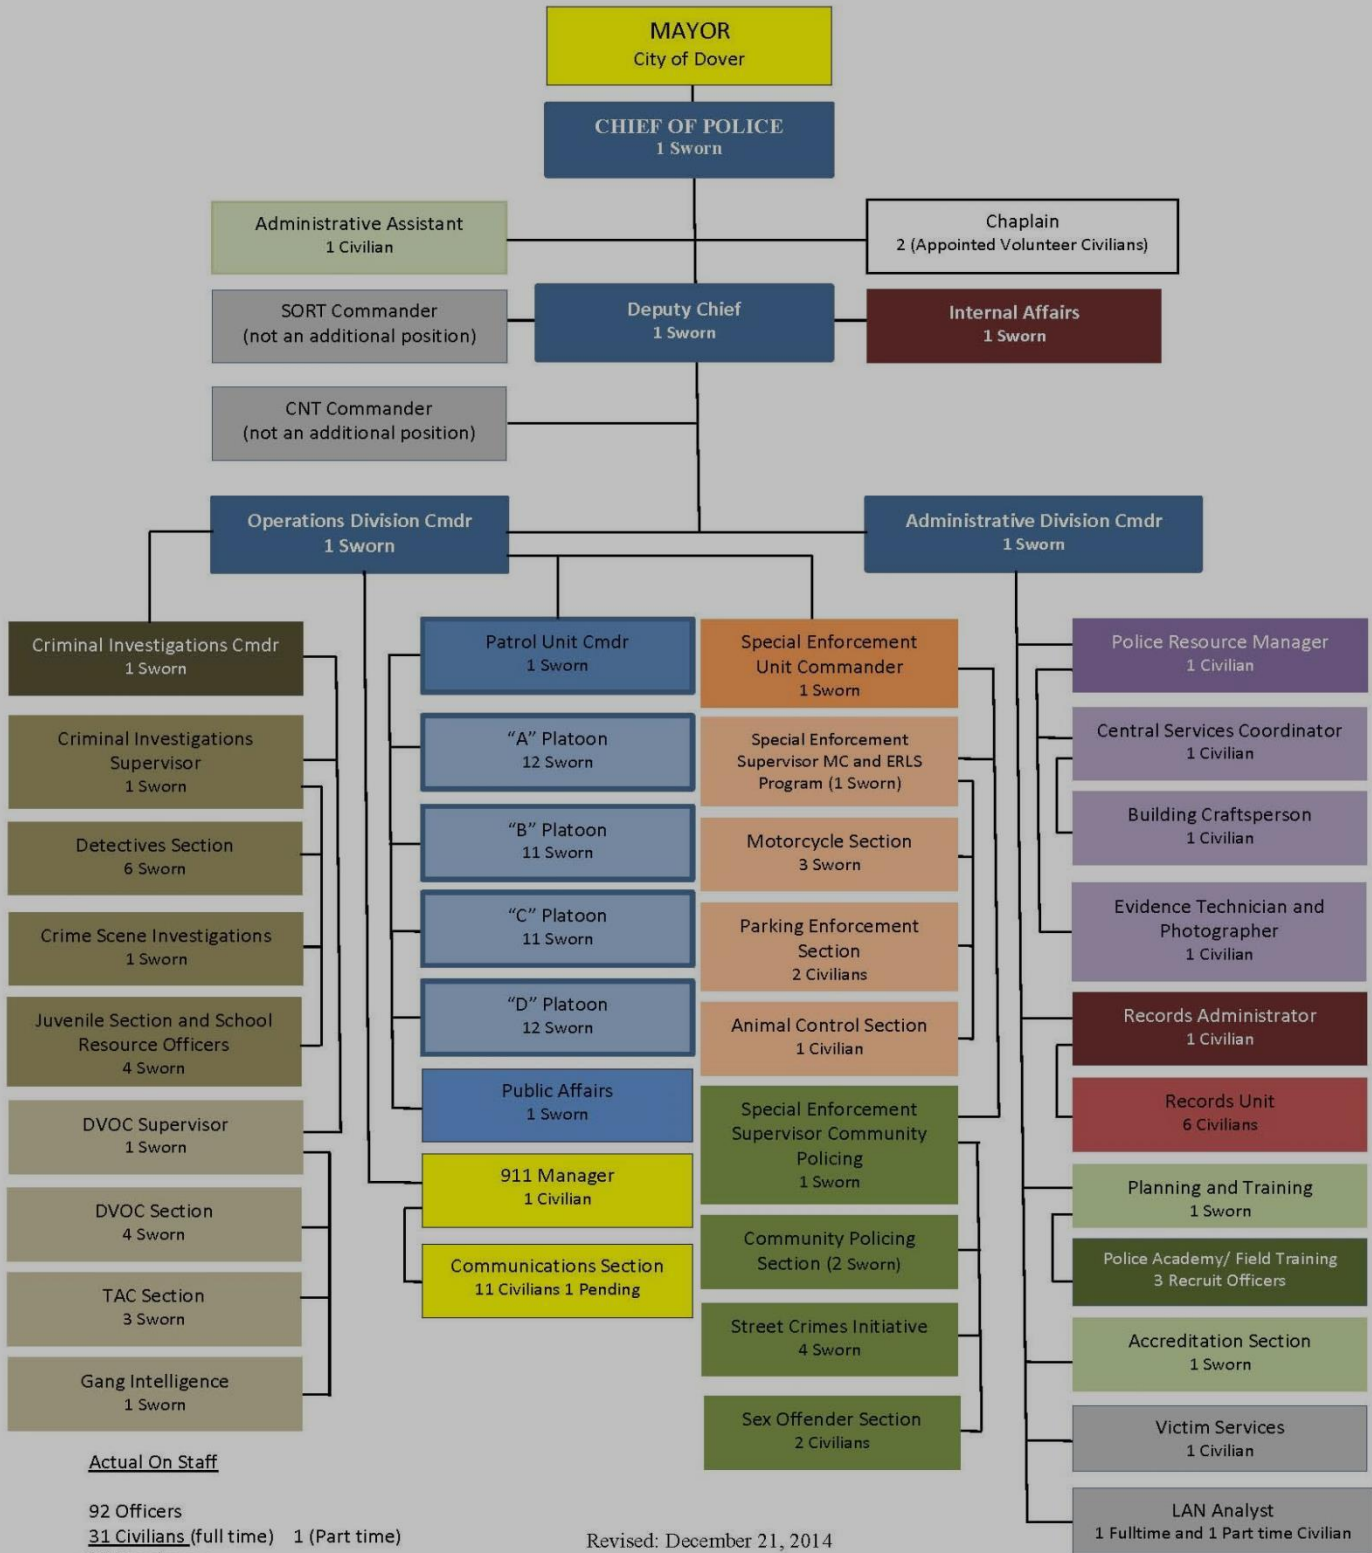 MAYOR
City of Dover
CHIEF OF POLICE
1 Sworn
Administrative Assistant
1 Civilian
Chaplain
2 (Appointed Volunteer Civilians)
SORT Commander
(not an additional position)
Deputy Chief
1 Sworn
Internal Affairs
1 Sworn
CNT Commander
(not an additional position)
Operations Division Cmdr
1 Sworn
Administrative Division Cmdr
1 Sworn
Criminal Investigations Cmdr
1 Sworn
Criminal Investigations
Supervisor
1 Sworn
Detectives Section
6 Sworn
Crime Scene Investigations
1 Sworn
Juvenile Section and School
Resource Officers
4 Sworn
DVOC Supervisor
1 Sworn
DVOC Section
4 Sworn
TAC Section
3 Sworn
Gang Intelligence
1 Sworn
Patrol Unit Cmdr
1 Sworn
“A” Platoon
12 Sworn
“B” Platoon
11 Sworn
“C” Platoon
11 Sworn
“D” Platoon
12 Sworn
Public Affairs
1 Sworn
911 Manager
1 Civilian
Communications Section
11 Civilians 1 Pending
Special Enforcement
Unit Commander
1 Sworn
Special Enforcement
Supervisor MC and ERLS
Program (1 Sworn)
Motorcycle Section
3 Sworn
Parking Enforcement
Section
2 Civilians
Animal Control Section
1 Civilian
Special Enforcement
Supervisor Community
Policing
1 Sworn
Community Policing
Section (2 Sworn)
Street Crimes Initiative
4 Sworn
Sex Offender Section
2 Civilians
Police Resource Manager
1 Civilian
Central Services Coordinator
1 Civilian
Building Craftsperson
1 Civilian
Evidence Technician and
Photographer
1 Civilian
Records Administrator
1 Civilian
Records Unit
6 Civilians
Planning and Training
1 Sworn
Police Academy/ Field Training
3 Recruit Officers
Accreditation Section
1 Sworn
Victim Services
1 Civilian
LAN Analyst
1 Fulltime and 1 Part time Civilian
Actual On Staff
92 Officers
31 Civilians (full time) 1 (Part time)
Revised: December 21, 2014